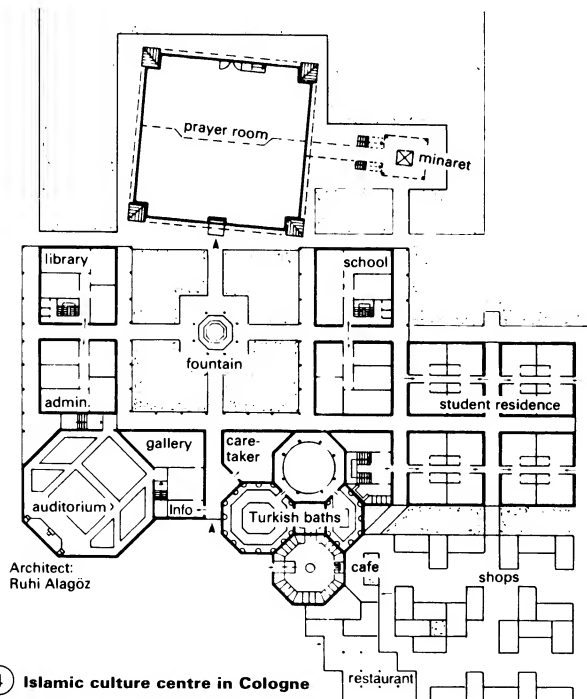 prayer room
minaret
library
school
fountain
admin.
student residence
gallery
care-
taker
auditorium
Info
Turkish baths
Architect:
Ruhi Alagöz
cafe
shops
restaurant
4 Islamic culture centre in Cologne